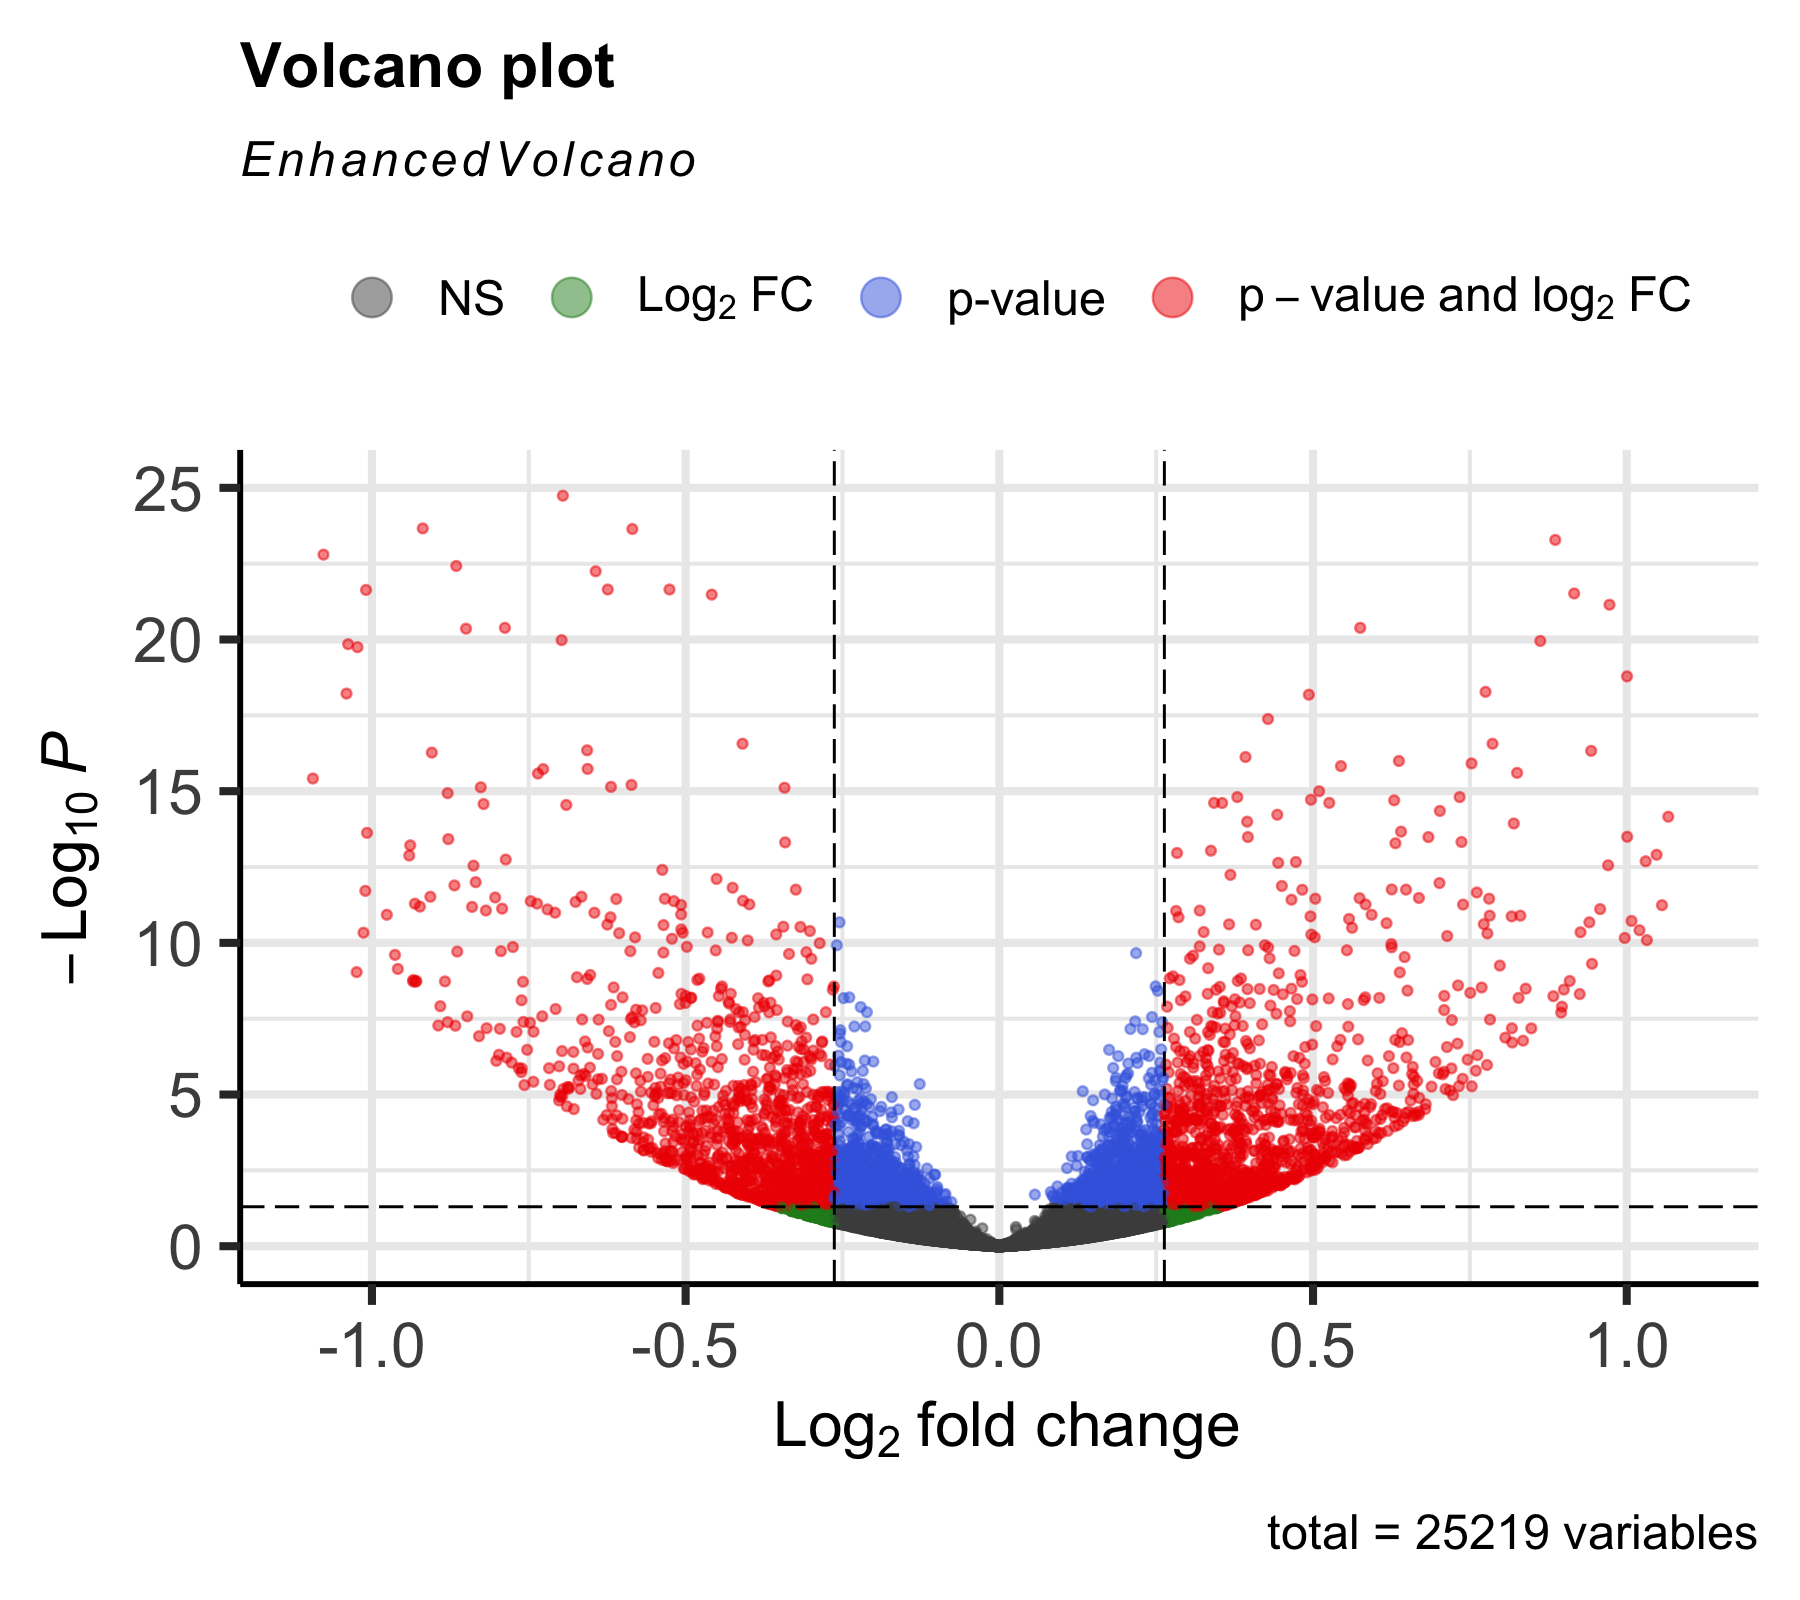 Volcano plot
EnhancedVolcano
NS Log₂ FC p-value p – value and log₂ FC
25
20
15
10
5
0
– Log₁₀ P
-1.0 -0.5 0.0 0.5 1.0
Log₂ fold change
total = 25219 variables